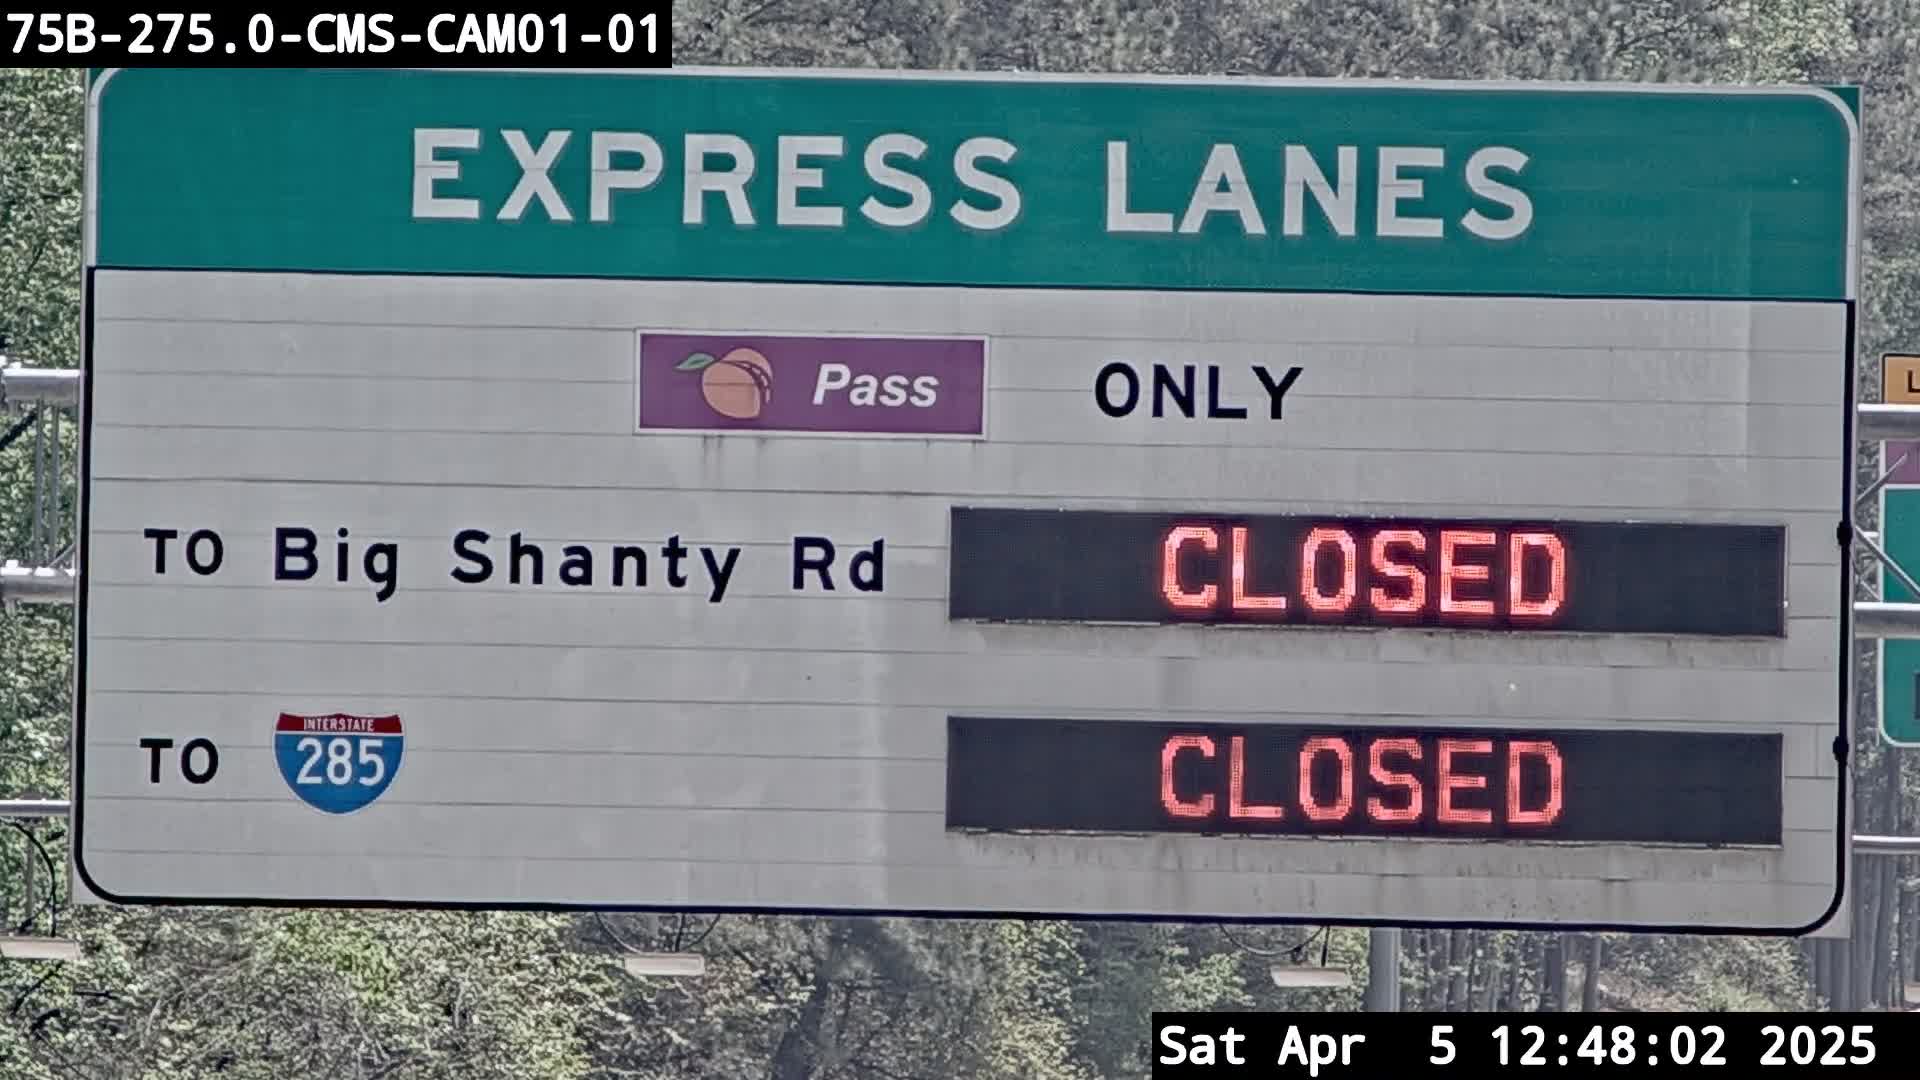 75B-275.0-CMS-CAM01-01
EXPRESS LANES
Pass ONLY
TO Big Shanty Rd CLOSED
TO INTERSTATE 285 CLOSED
Sat Apr 5 12:48:02 2025